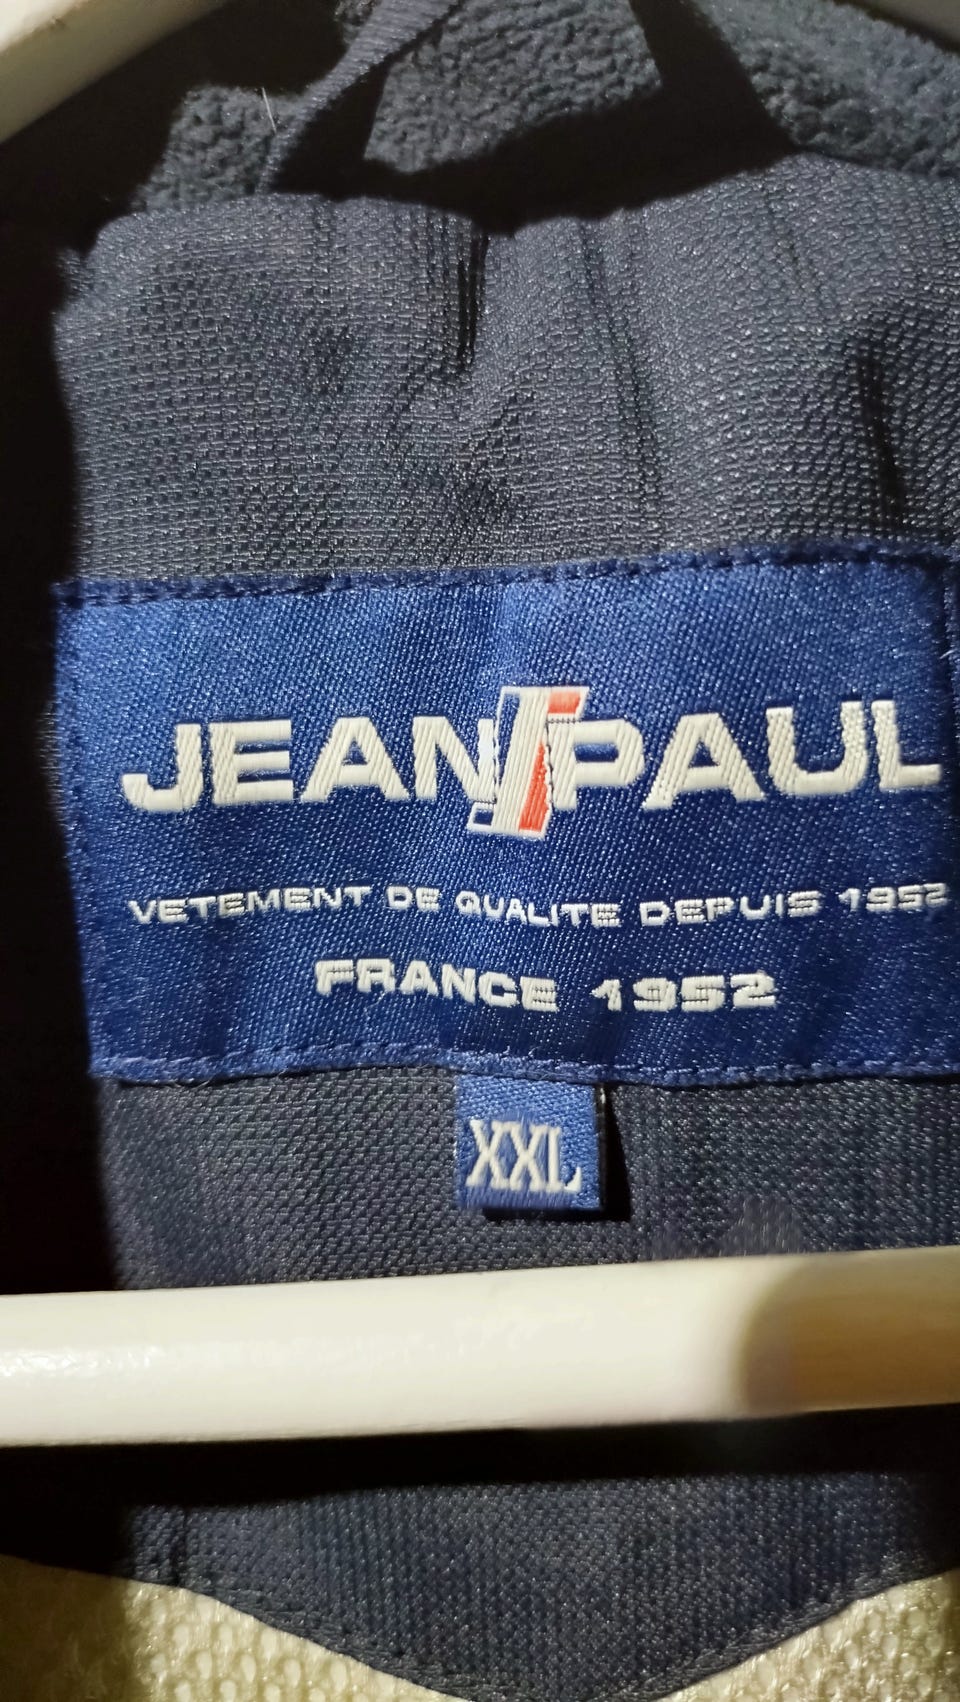 JEAN PAUL
VETEMENT DE QUALITE DEPUIS 1952
FRANCE 1952
XXL